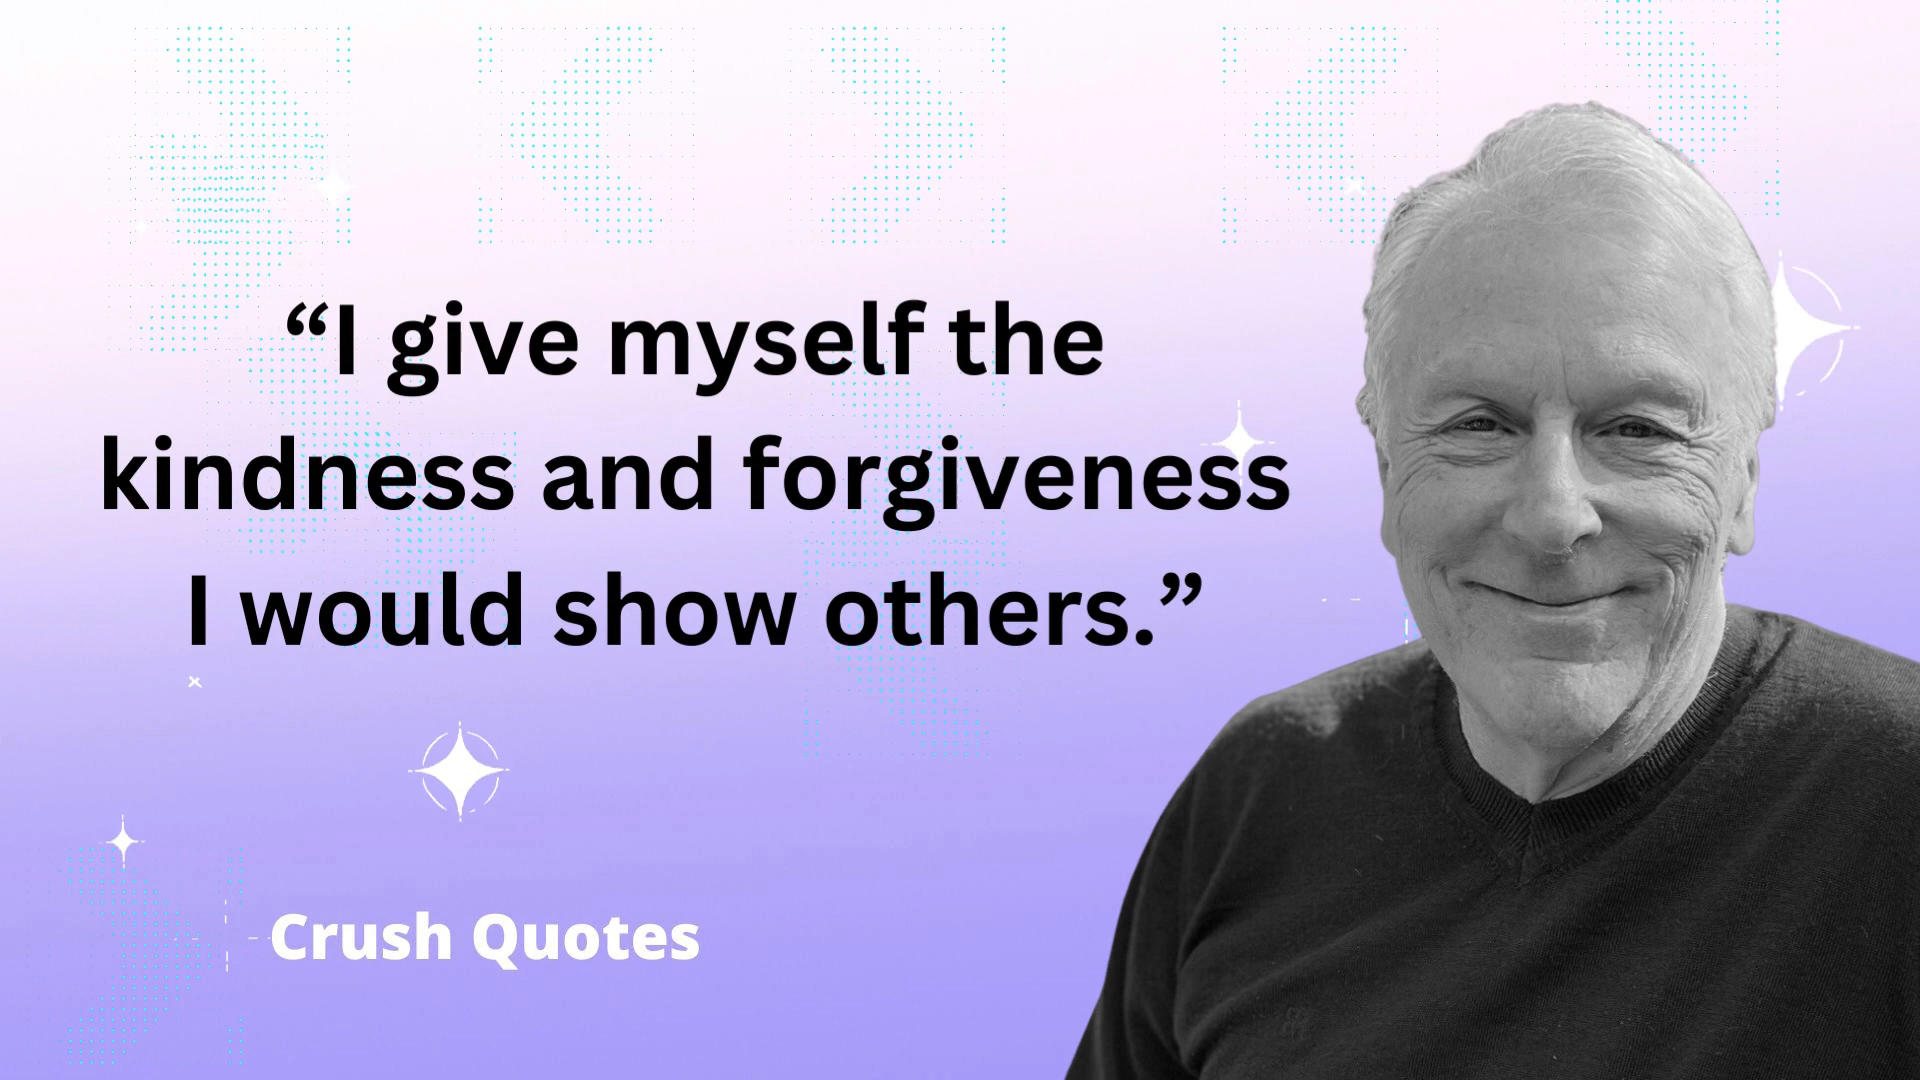 “I give myself the
kindness and forgiveness
I would show others.”
Crush Quotes